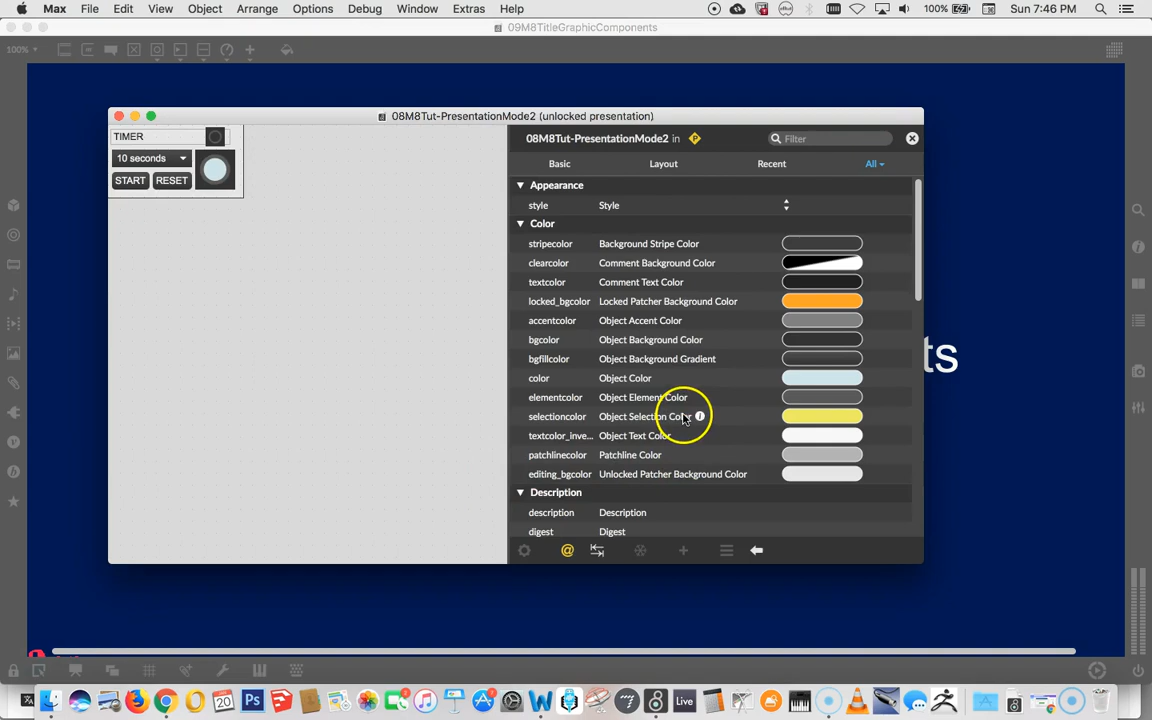 Max File Edit View Object Arrange Options Debug Window Extras Help 100% Sun 7:46 PM
09M8TitleGraphicComponents
100%
08M8Tut-PresentationMode2 (unlocked presentation)
TIMER
10 seconds
START RESET
08M8Tut-PresentationMode2 in P
Filter
Basic Layout Recent All
Appearance
style Style
Color
stripecolor Background Stripe Color
clearcolor Comment Background Color
textcolor Comment Text Color
locked_bgcolor Locked Patcher Background Color
accentcolor Object Accent Color
bgcolor Object Background Color
bgfillcolor Object Background Gradient
color Object Color
elementcolor Object Element Color
selectioncolor Object Selection Color
textcolor_inve... Object Text Color
patchlinecolor Patchline Color
editing_bgcolor Unlocked Patcher Background Color
Description
description Description
digest Digest
ts
20
Live